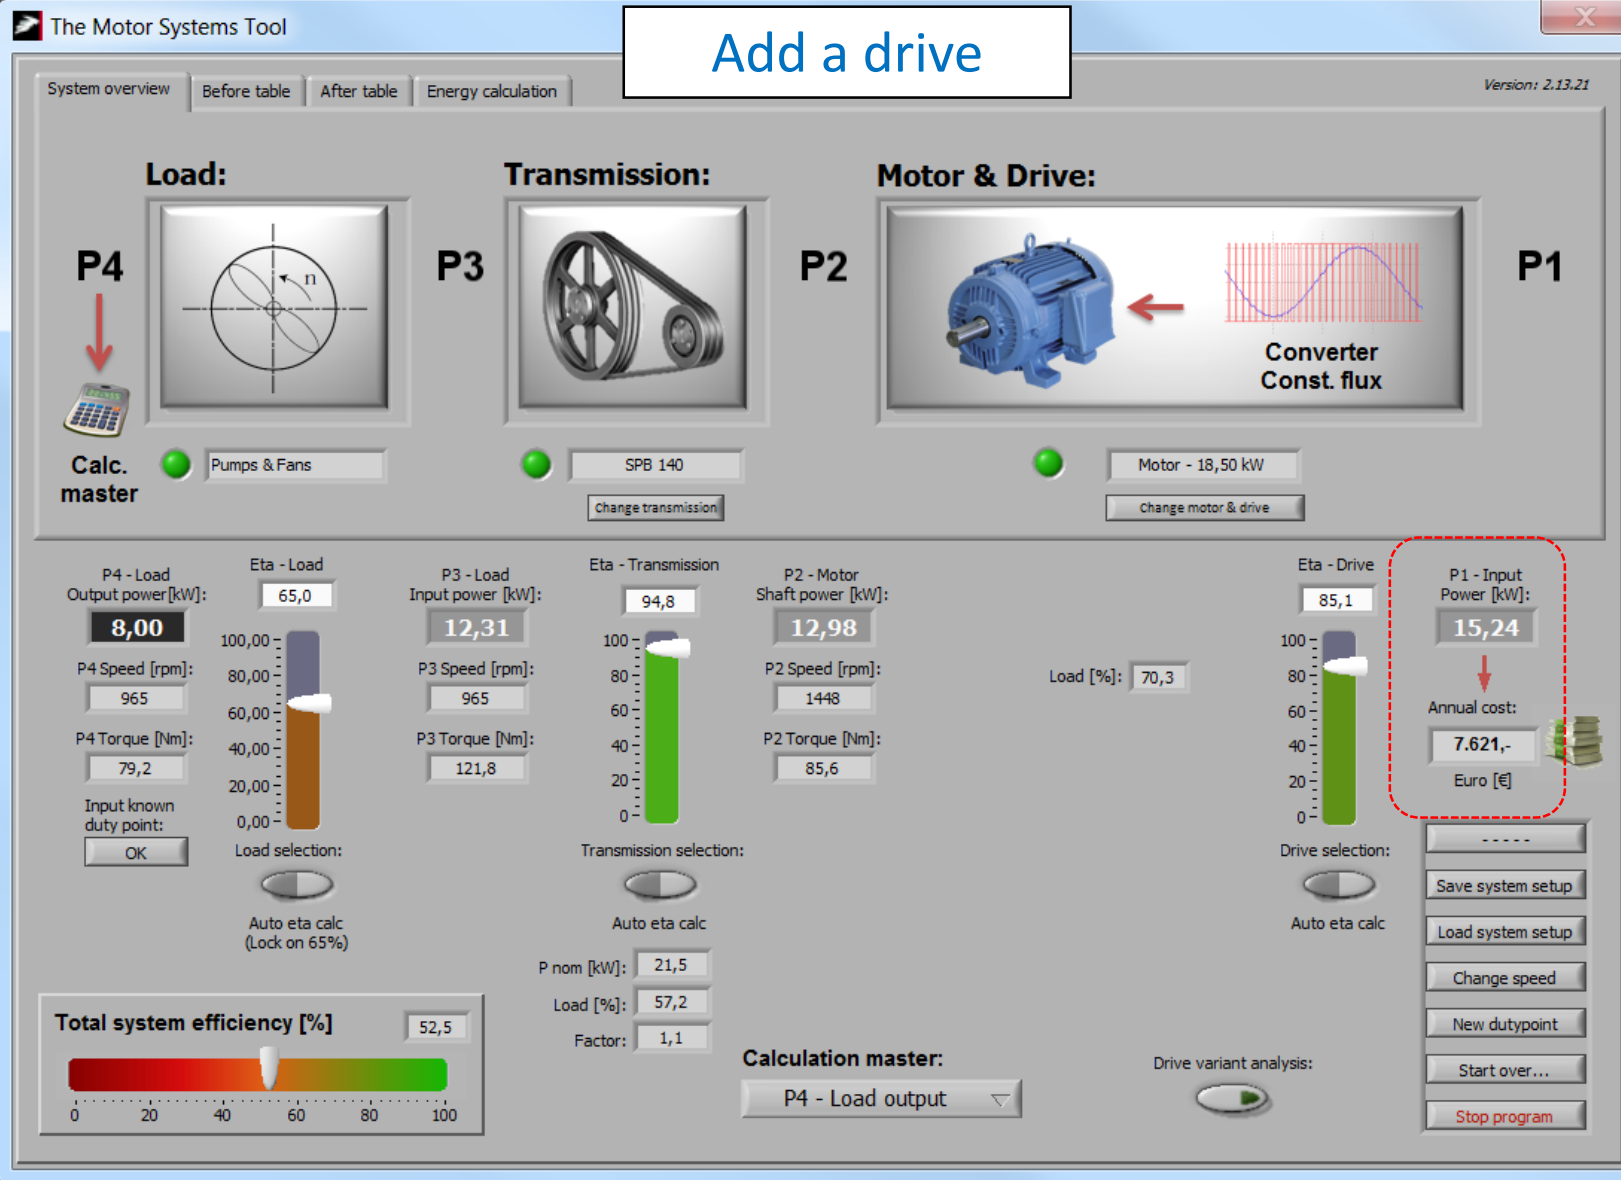 The Motor Systems Tool
Add a drive
X
System overview
Before table
After table
Energy calculation
Version: 2.13.21
Load:
Transmission:
Motor & Drive:
P4
n
P3
P2
Converter
Const. flux
P1
Calc.
master
Pumps & Fans
SPB 140
Change transmission
Motor - 18,50 kW
Change motor & drive
P4 - Load
Output power[kW]:
8,00
P4 Speed [rpm]:
965
P4 Torque [Nm]:
79,2
Input known
duty point:
OK
Eta - Load
65,0
100,00
80,00
60,00
40,00
20,00
0,00
Load selection:
Auto eta calc
(Lock on 65%)
P3 - Load
Input power [kW]:
12,31
P3 Speed [rpm]:
965
P3 Torque [Nm]:
121,8
Eta - Transmission
94,8
100
80
60
40
20
0
Transmission selection:
Auto eta calc
P nom [kW]: 21,5
Load [%]: 57,2
Factor: 1,1
P2 - Motor
Shaft power [kW]:
12,98
P2 Speed [rpm]:
1448
P2 Torque [Nm]:
85,6
Load [%]: 70,3
Eta - Drive
85,1
100
80
60
40
20
0
Drive selection:
Auto eta calc
P1 - Input
Power [kW]:
15,24
Annual cost:
7.621,-
Euro [€]
- - - - -
Save system setup
Load system setup
Change speed
New dutypoint
Start over...
Stop program
Total system efficiency [%] 52,5
0 20 40 60 80 100
Calculation master:
P4 - Load output
Drive variant analysis: